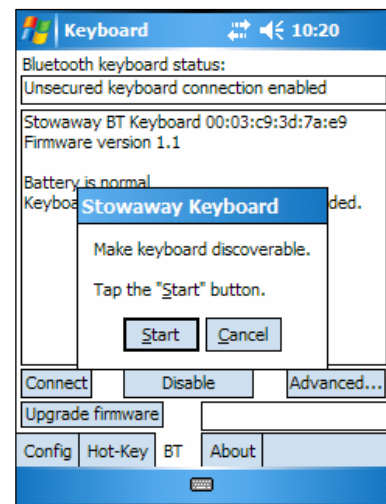 Keyboard 10:20
Bluetooth keyboard status:
Unsecured keyboard connection enabled
Stowaway BT Keyboard 00:03:c9:3d:7a:e9
Firmware version 1.1
Battery is normal
Keyboa ded.
Stowaway Keyboard
Make keyboard discoverable.
Tap the "Start" button.
Start Cancel
Connect Disable Advanced...
Upgrade firmware
Config Hot-Key BT About